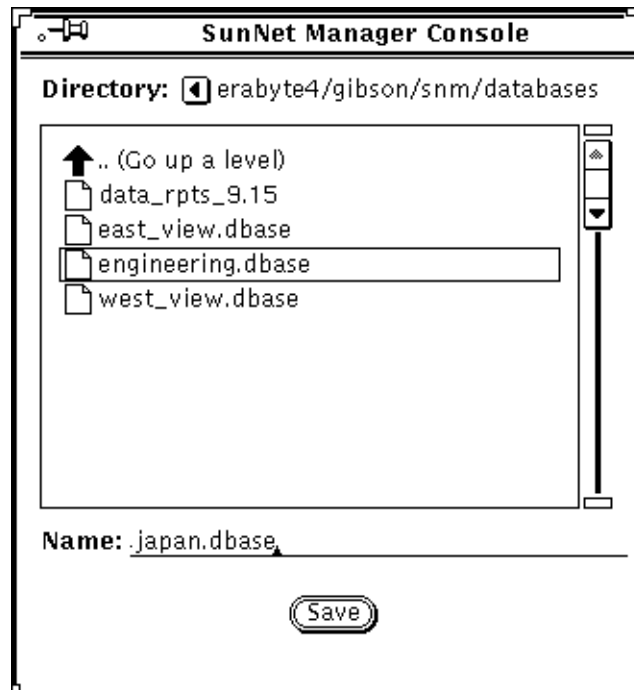 SunNet Manager Console
Directory: erabyte4/gibson/snm/databases
.. (Go up a level)
data_rpts_9.15
east_view.dbase
engineering.dbase
west_view.dbase
Name: japan.dbase
Save